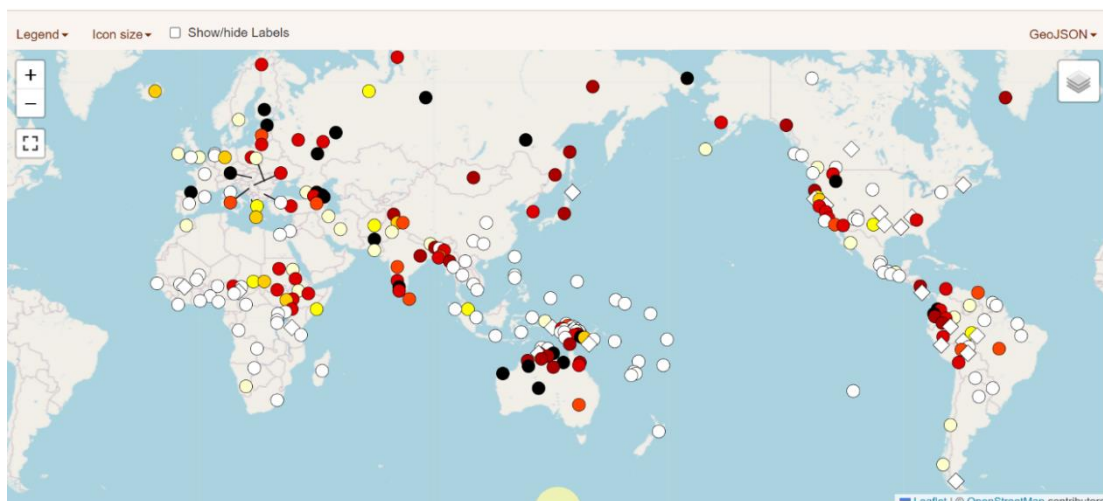 Legend▾ Icon size▾ Show/hide Labels GeoJSON▾
+
−
Leaflet | © OpenStreetMap contributors